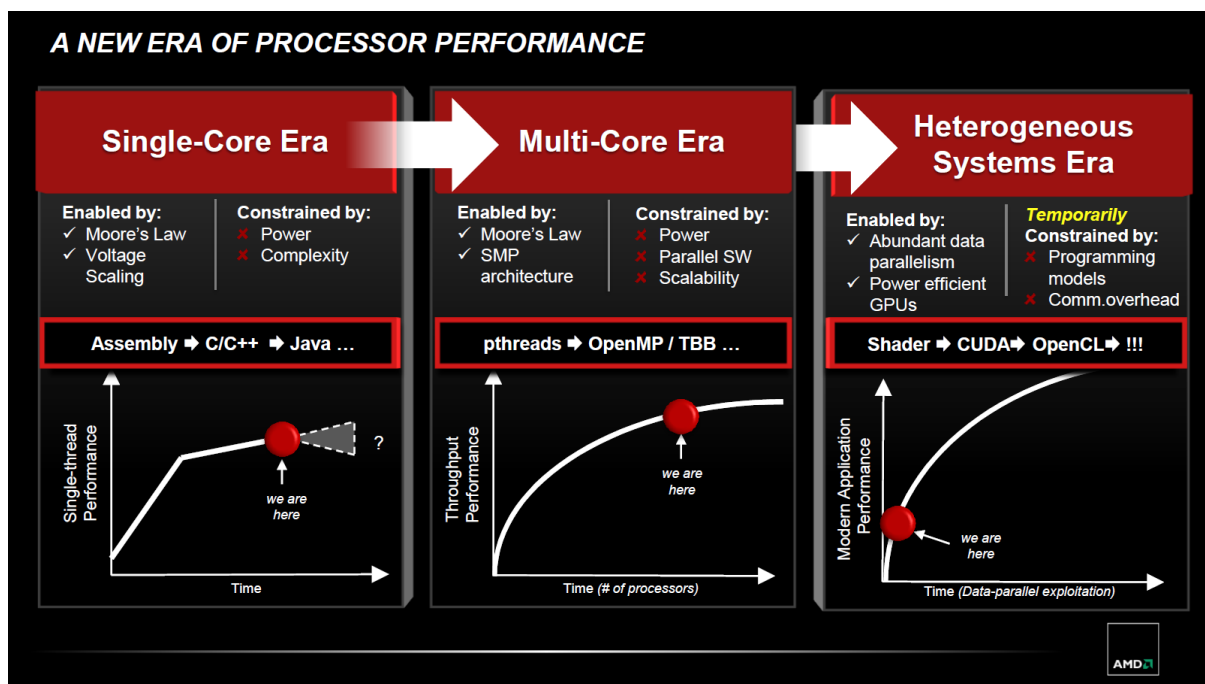 A NEW ERA OF PROCESSOR PERFORMANCE
Single-Core Era
Enabled by:
✓ Moore's Law
✓ Voltage
Scaling
Constrained by:
✘ Power
✘ Complexity
Assembly ➡ C/C++ ➡ Java ...
Single-thread
Performance
?
we are
here
Time
Multi-Core Era
Enabled by:
✓ Moore's Law
✓ SMP
architecture
Constrained by:
✘ Power
✘ Parallel SW
✘ Scalability
pthreads ➡ OpenMP / TBB ...
Throughput
Performance
we are
here
Time (# of processors)
Heterogeneous
Systems Era
Enabled by:
✓ Abundant data
parallelism
✓ Power efficient
GPUs
Temporarily
Constrained by:
✘ Programming
models
✘ Comm.overhead
Shader ➡ CUDA➡ OpenCL➡ !!!
Modern Application
Performance
we are
here
Time (Data-parallel exploitation)
AMD